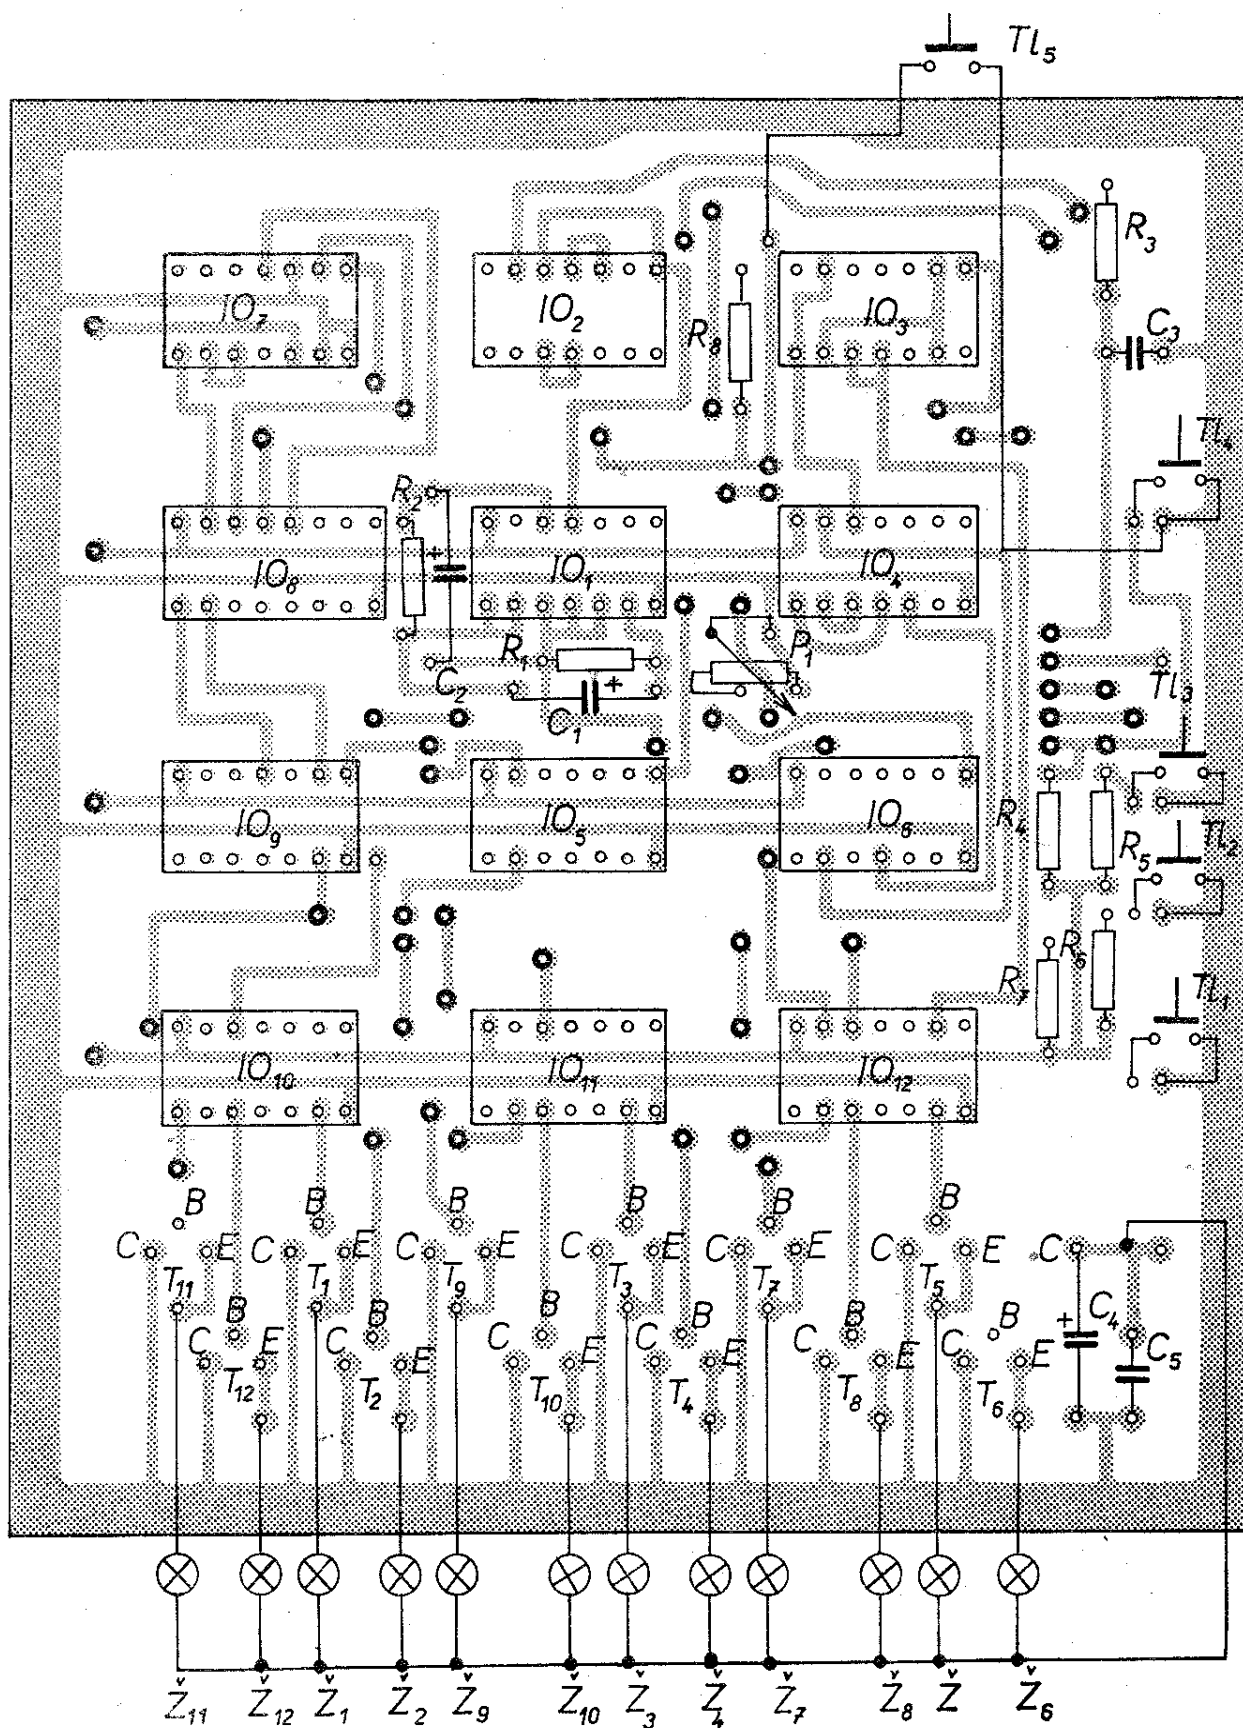 Tl5
R3
IO7 IO2 IO3
R8 C3
Tl4
R2 +
IO8 IO1 IO4
R1 P1
C2 +
C1 Tl3
IO9 IO5 IO6 R4 R5 Tl2
R7 R6 Tl1
IO10 IO11 IO12
B B B B B B
C E C E C E C E C E C E C
T11 T1 T9 T3 T7 T5 + C4
B B B B B B
C E C E C E C E C E C E C5
T12 T2 T10 T4 T8 T6
Ž11 Ž12 Ž1 Ž2 Ž9 Ž10 Ž3 Ž4 Ž7 Ž8 Ž Ž6